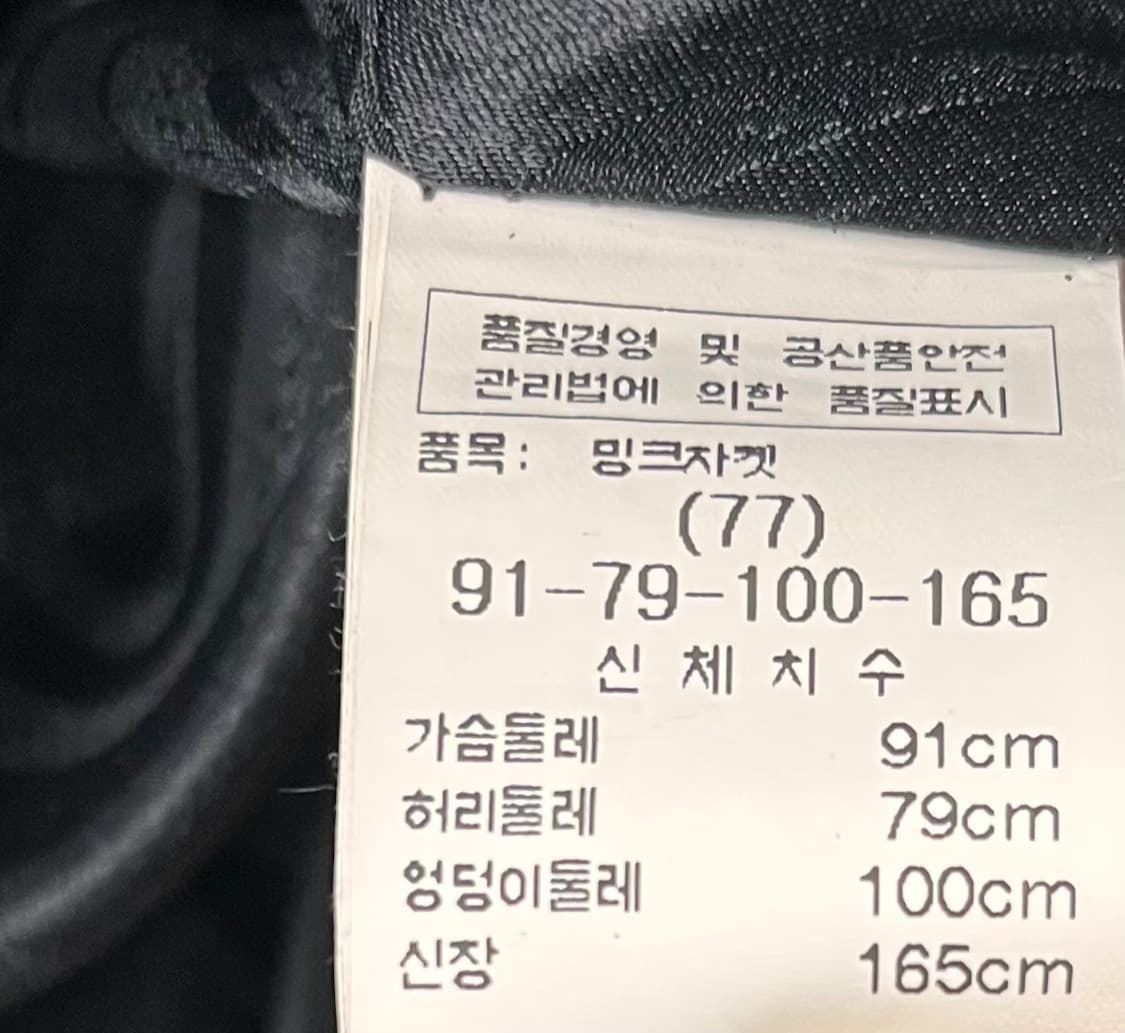 품질경영 및 공산품안전
관리법에 의한 품질표시
품목: 밍크자켓
(77)
91-79-100-165
신 체 치 수
가슴둘레 91cm
허리둘레 79cm
엉덩이둘레 100cm
신장 165cm